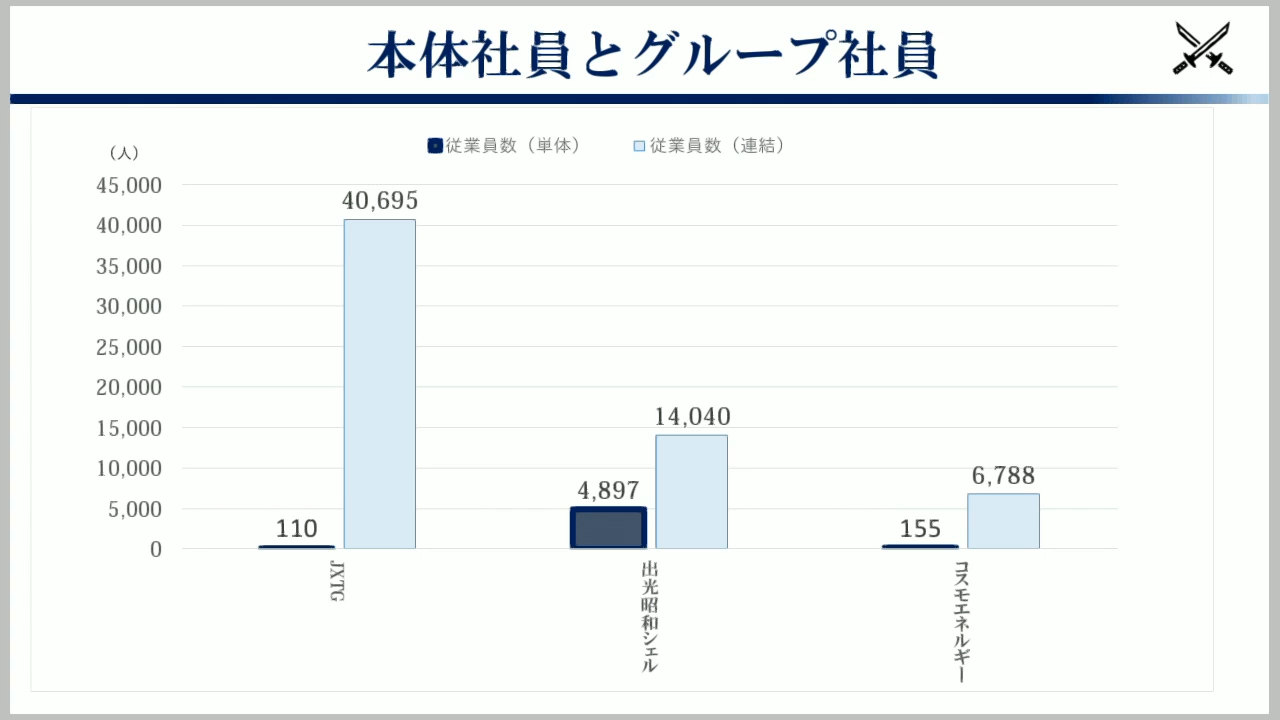 本体社員とグループ社員
従業員数（単体）
従業員数（連結）
（人）
45,000
40,000
35,000
30,000
25,000
20,000
15,000
10,000
5,000
0
110
40,695
4,897
14,040
155
6,788
JXTG
出光昭和シェル
コスモエネルギー